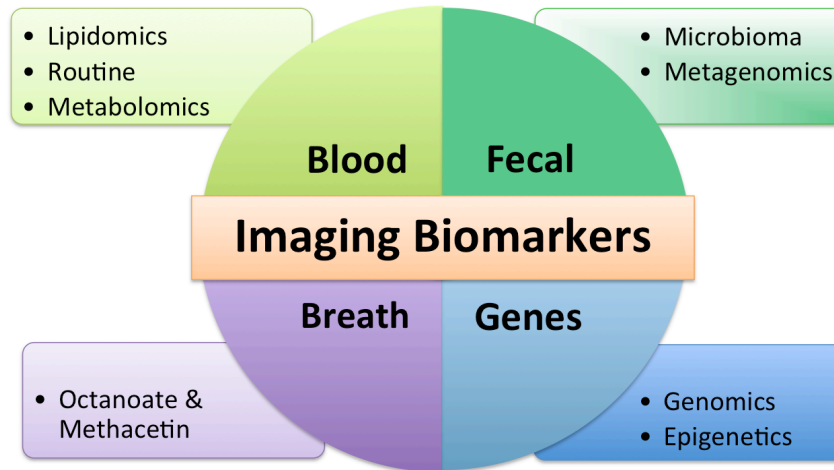 • Lipidomics
• Routine
• Metabolomics
• Microbioma
• Metagenomics
Blood
Fecal
Imaging Biomarkers
Breath
Genes
• Octanoate &
Methacetin
• Genomics
• Epigenetics